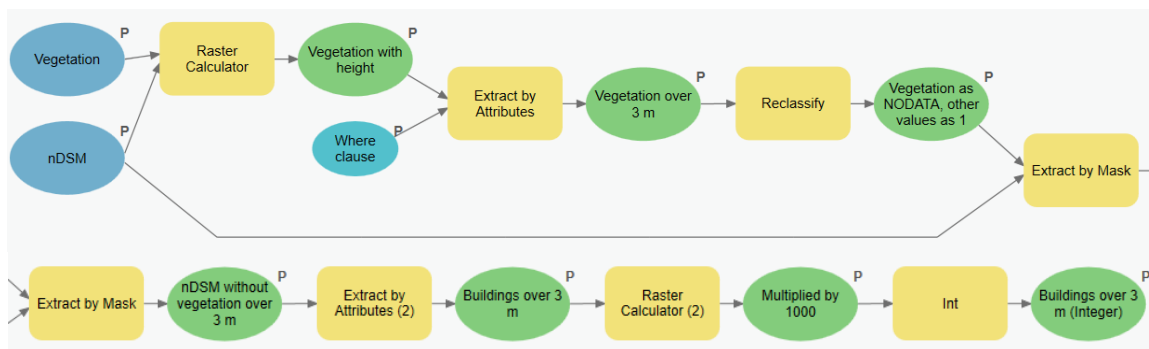 P
Vegetation
Raster
Calculator
P
Vegetation with
height
Extract by
Attributes
P
Vegetation over
3 m
Reclassify
P
Vegetation as
NODATA, other
values as 1
P
nDSM
P
Where
clause
Extract by Mask
Extract by Mask
P
nDSM without
vegetation over
3 m
Extract by
Attributes (2)
P
Buildings over 3
m
Raster
Calculator (2)
P
Multiplied by
1000
Int
P
Buildings over 3
m (Integer)